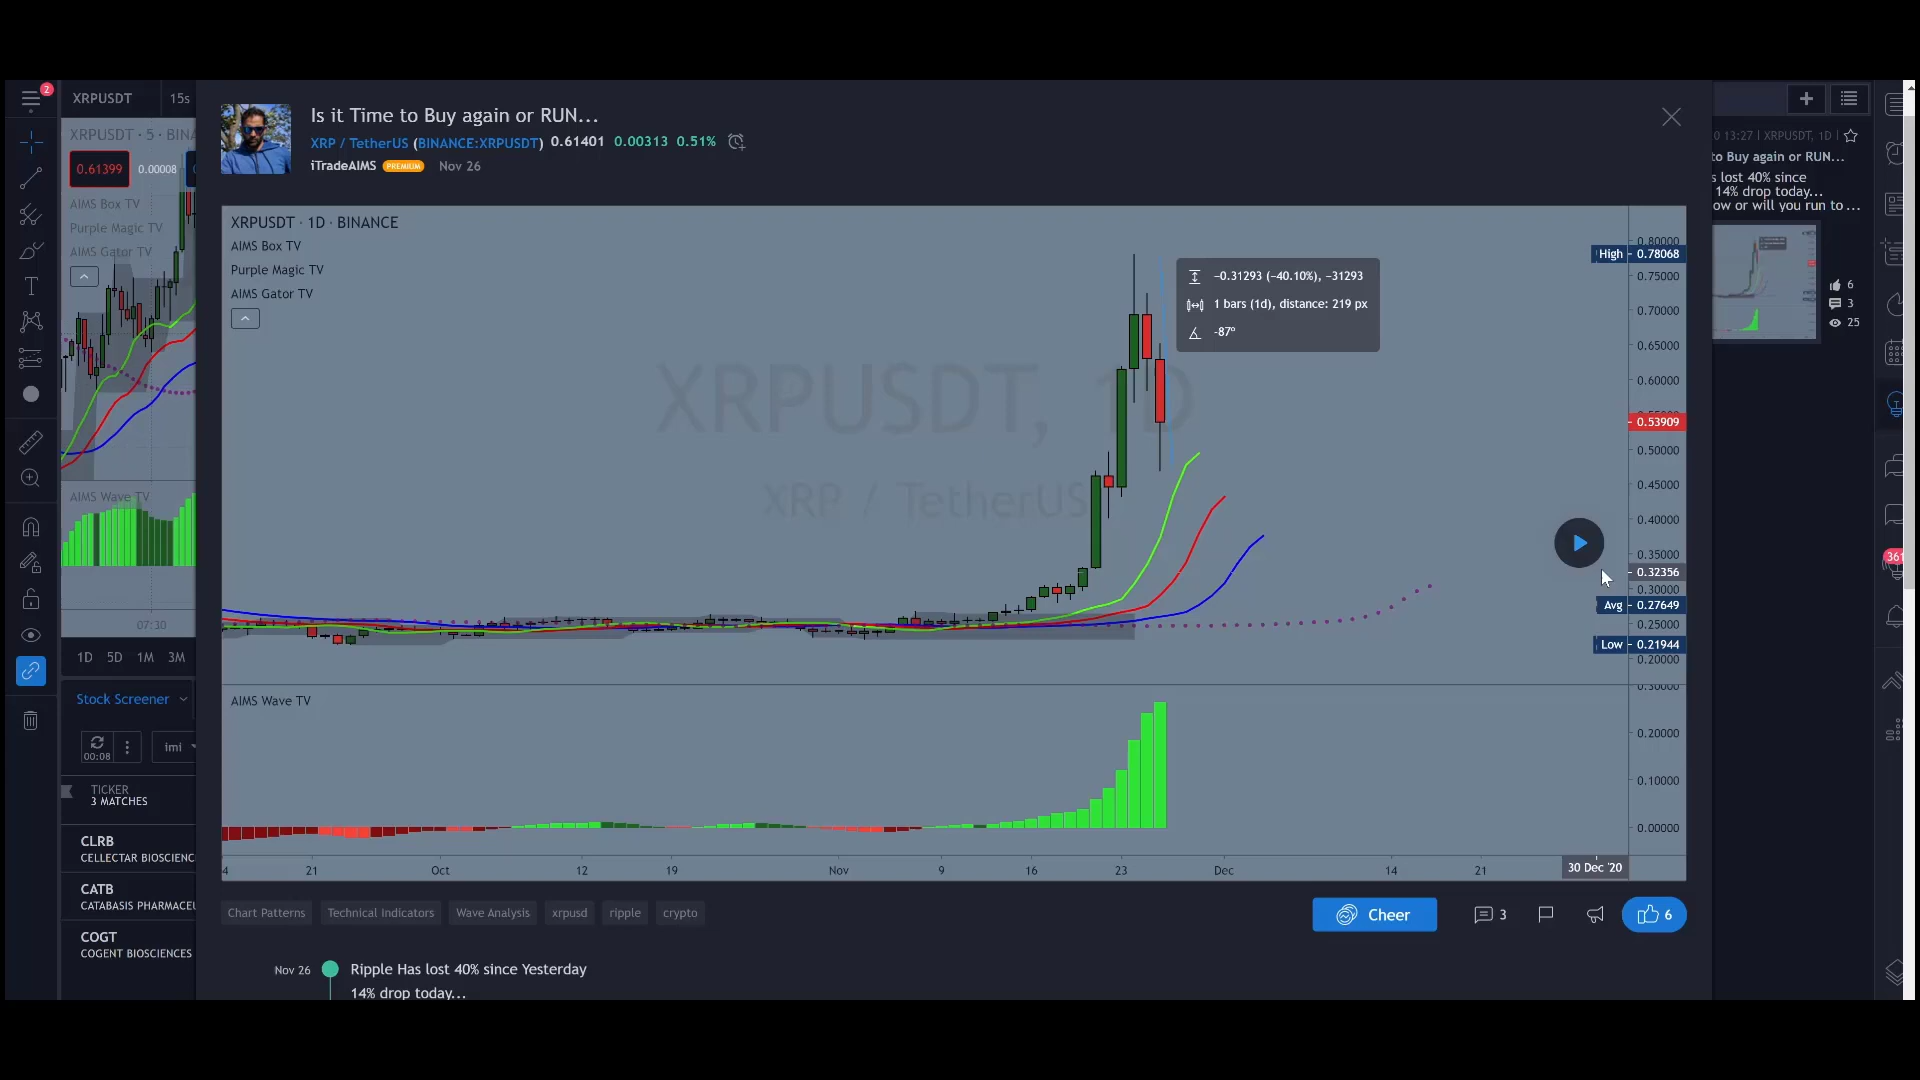 2
XRPUSDT
15s
XRPUSDT · 5 · BINA
0.61399
0.00008
AIMS Box TV
Purple Magic TV
AIMS Gator TV
AIMS Wave TV
07:30
1D 5D 1M 3M
Stock Screener
00:08
imi
TICKER
3 MATCHES
CLRB
CELLECTAR BIOSCIENC
CATB
CATABASIS PHARMACEU
COGT
COGENT BIOSCIENCES
Is it Time to Buy again or RUN...
XRP / TetherUS (BINANCE:XRPUSDT) 0.61401 0.00313 0.51%
iTradeAIMS PREMIUM Nov 26
XRPUSDT · 1D · BINANCE
AIMS Box TV
Purple Magic TV
AIMS Gator TV
XRPUSDT, 1D
XRP / TetherUS
−0.31293 (−40.10%), −31293
1 bars (1d), distance: 219 px
-87º
0.80000
High 0.78068
0.75000
0.70000
0.65000
0.60000
0.53909
0.50000
0.45000
0.40000
0.35000
0.32356
0.30000
Avg 0.27649
0.25000
Low 0.21944
0.20000
AIMS Wave TV
0.30000
0.20000
0.10000
0.00000
4 21 Oct 12 19 Nov 9 16 23 Dec 14 21 30 Dec '20
Chart Patterns Technical Indicators Wave Analysis xrpusd ripple crypto
Cheer
3
6
Nov 26 Ripple Has lost 40% since Yesterday
14% drop today...
0 13:27 | XRPUSDT, 1D |
to Buy again or RUN...
s lost 40% since
14% drop today...
ow or will you run to ...
6
3
25
361